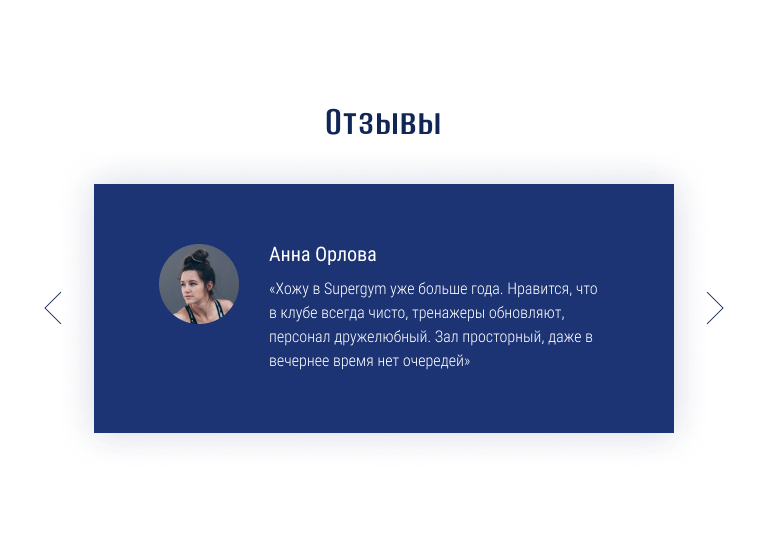 Отзывы
Анна Орлова
«Хожу в Supergym уже больше года. Нравится, что
в клубе всегда чисто, тренажеры обновляют,
персонал дружелюбный. Зал просторный, даже в
вечернее время нет очередей»